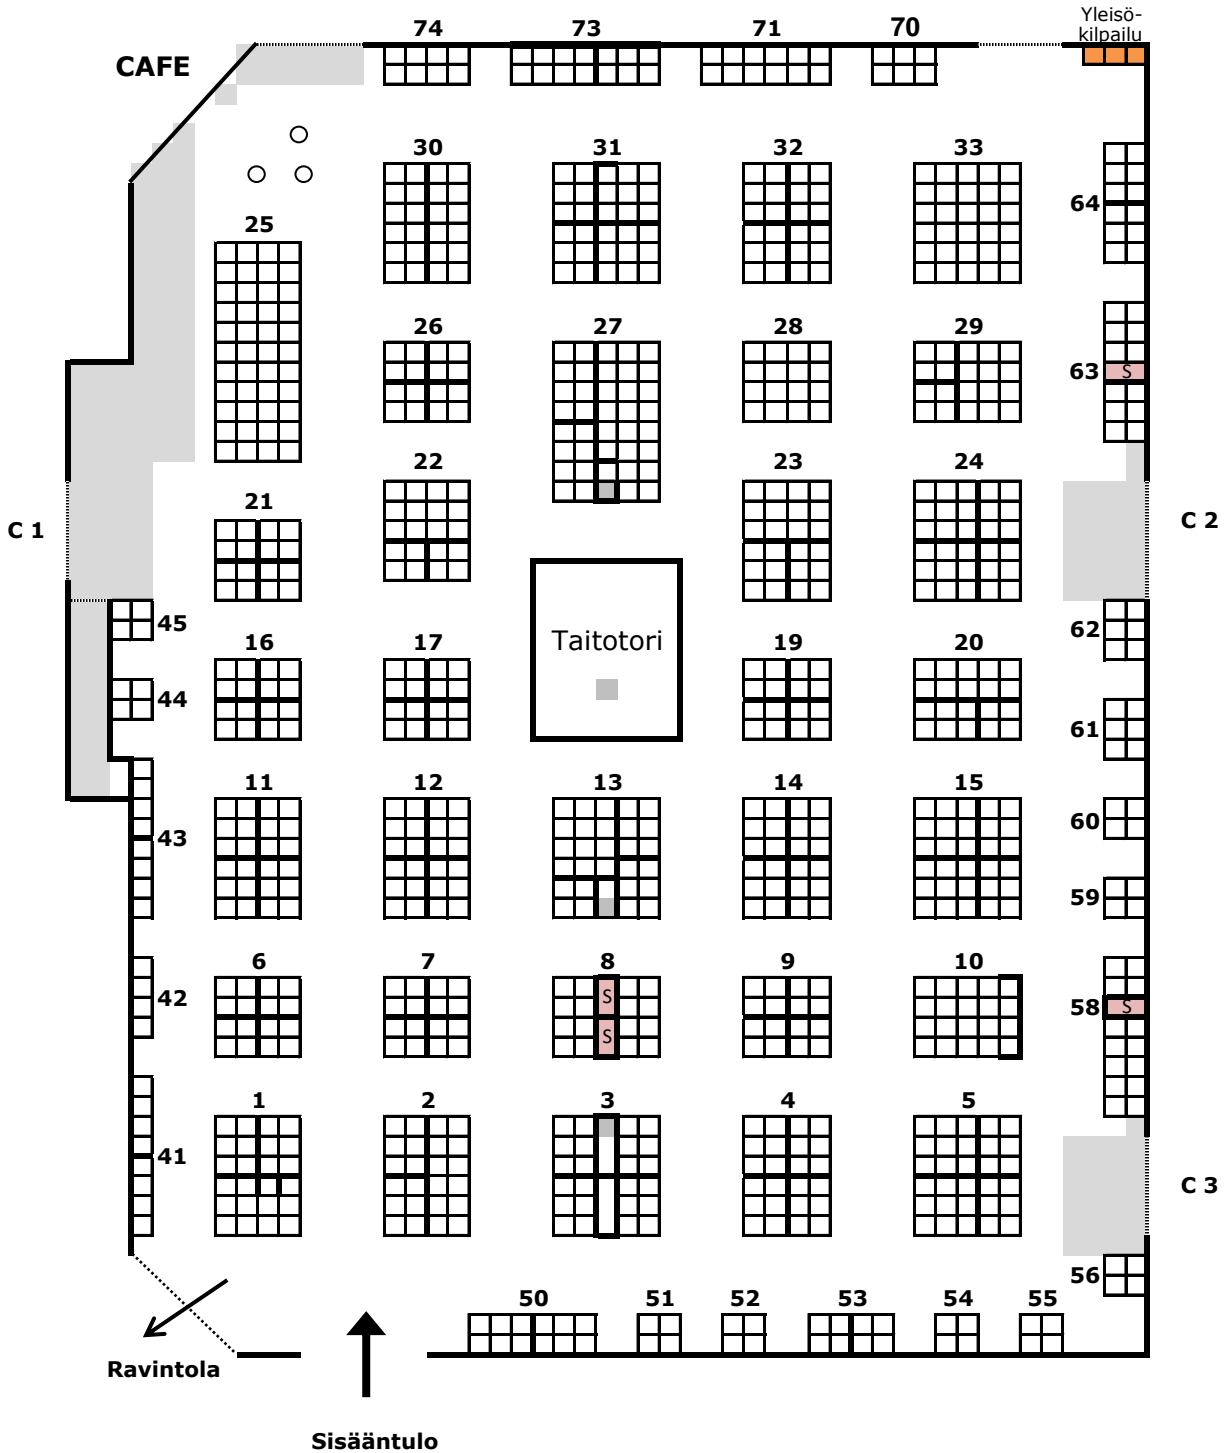 74 73 71 70 Yleisö-
kilpailu
CAFE
30 31 32 33
64
25
26 27 28 29
63 S
22 23 24
21
C 1 C 2
45 62
Taitotori
16 17 19 20
44
61
11 12 13 14 15
43 60
59
6 7 8 9 10
42 S 58 S
S
1 2 3 4 5
41
C 3
56
50 51 52 53 54 55
Ravintola
Sisääntulo